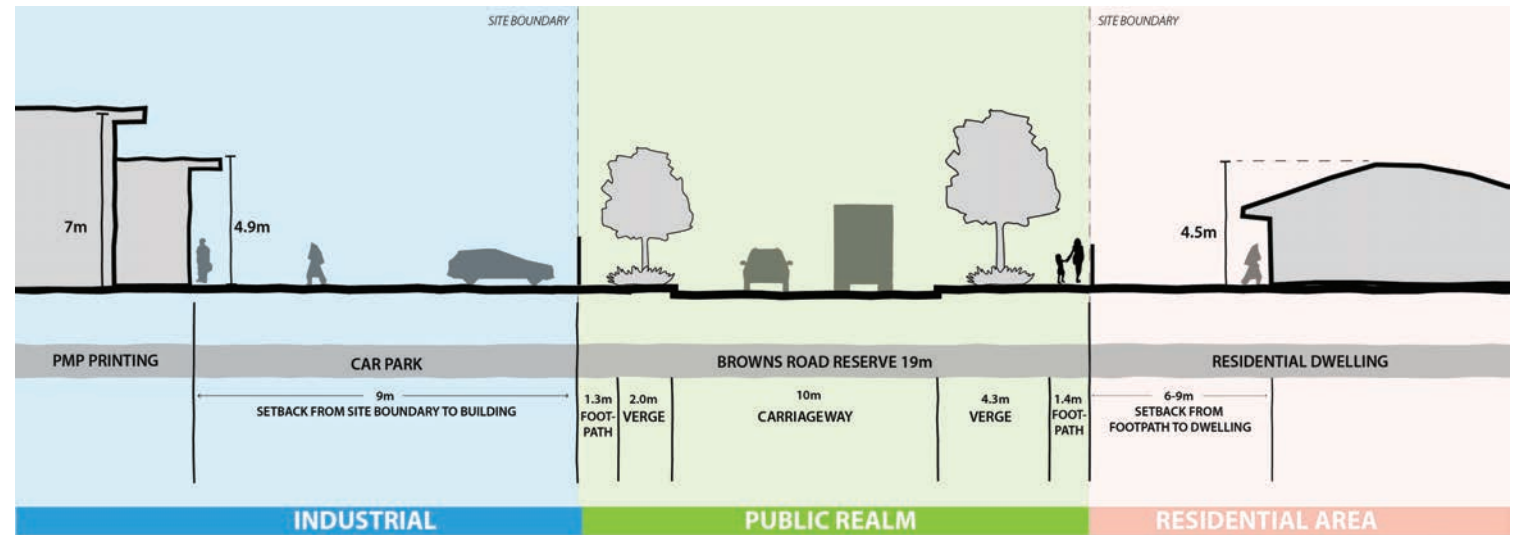 SITE BOUNDARY
SITE BOUNDARY
7m
4.9m
4.5m
PMP PRINTING
CAR PARK
BROWNS ROAD RESERVE 19m
RESIDENTIAL DWELLING
9m
SETBACK FROM SITE BOUNDARY TO BUILDING
1.3m
FOOT-
PATH
2.0m
VERGE
10m
CARRIAGEWAY
4.3m
VERGE
1.4m
FOOT-
PATH
6-9m
SETBACK FROM
FOOTPATH TO DWELLING
INDUSTRIAL
PUBLIC REALM
RESIDENTIAL AREA